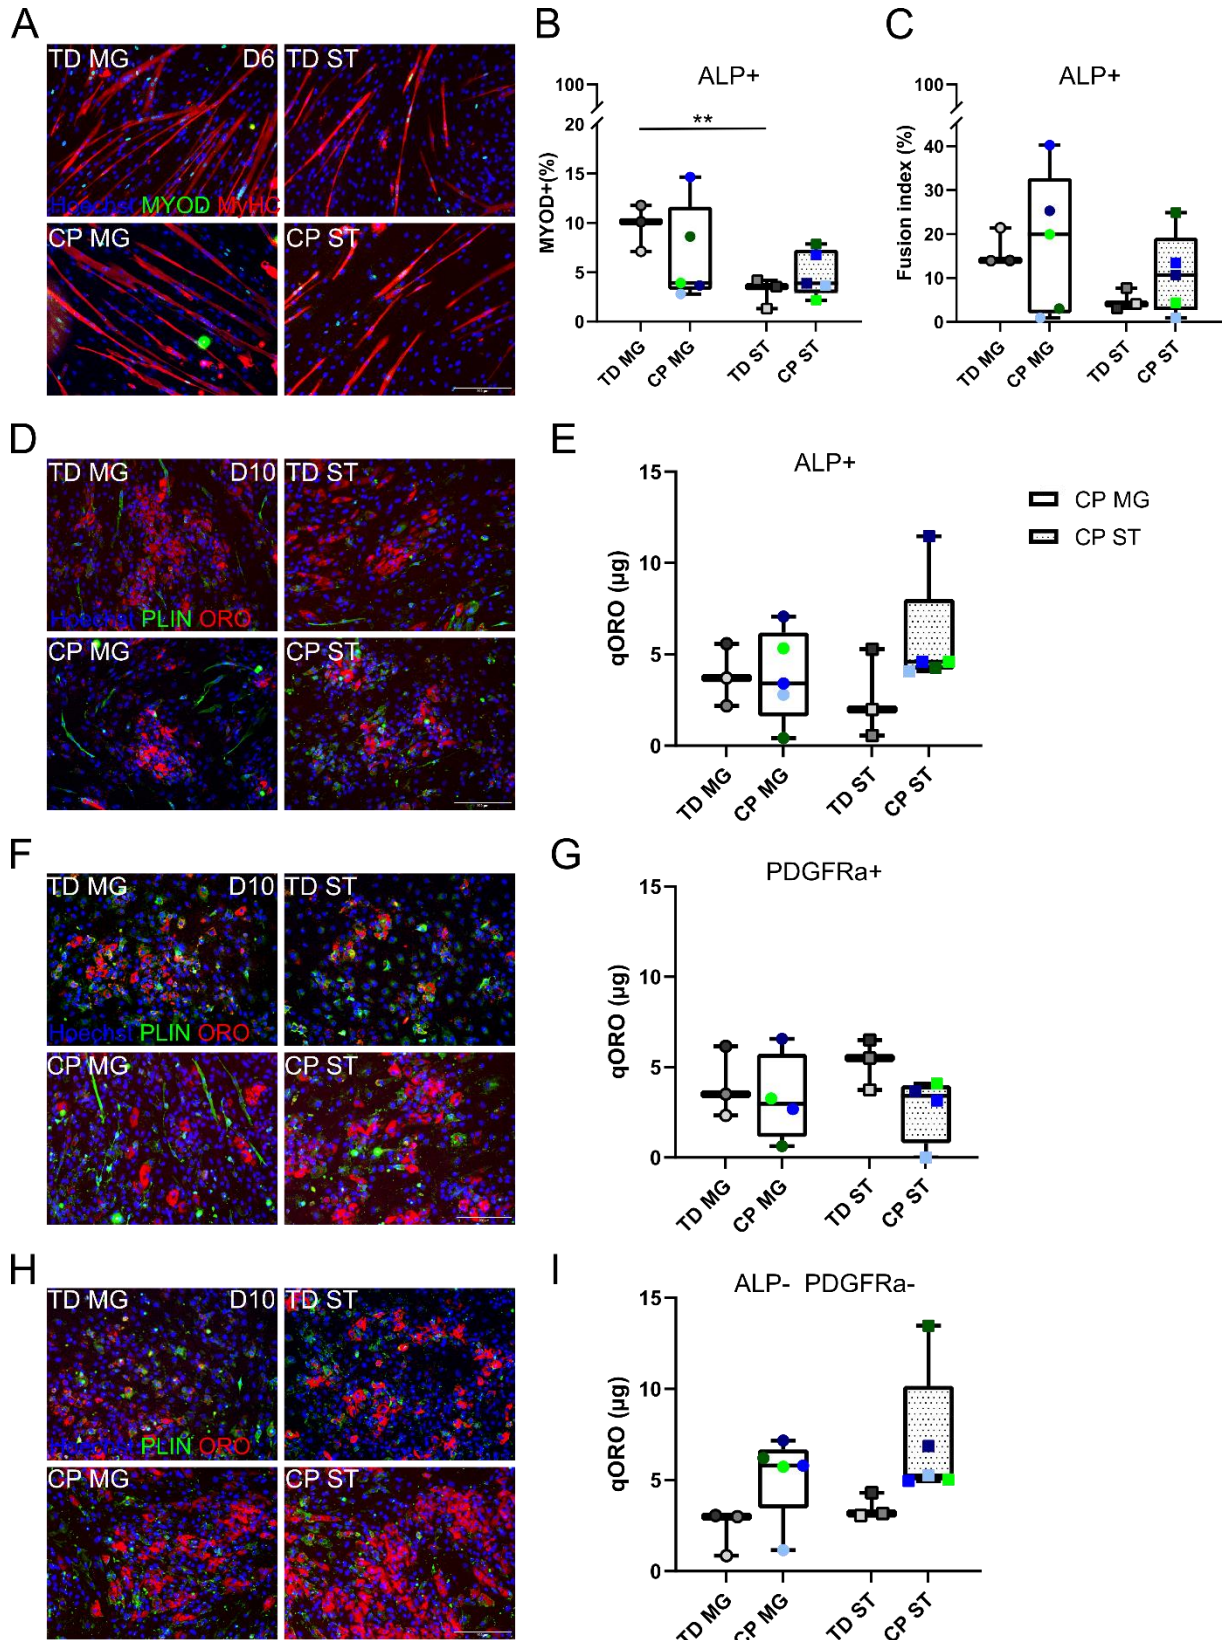 A
TD MG D6 TD ST
Hoechst MYOD MyHC
CP MG CP ST
B
ALP+
MYOD+(%)
100
20
15
10
5
0
TD MG CP MG TD ST CP ST
**
C
ALP+
Fusion index (%)
100
40
30
20
10
0
TD MG CP MG TD ST CP ST
D
TD MG D10 TD ST
Hoechst PLIN ORO
CP MG CP ST
E
ALP+
qORO (µg)
15
10
5
0
TD MG CP MG TD ST CP ST
CP MG
CP ST
F
TD MG D10 TD ST
Hoechst PLIN ORO
CP MG CP ST
G
PDGFRa+
qORO (µg)
15
10
5
0
TD MG CP MG TD ST CP ST
H
TD MG D10 TD ST
Hoechst PLIN ORO
CP MG CP ST
I
ALP- PDGFRa-
qORO (µg)
15
10
5
0
TD MG CP MG TD ST CP ST